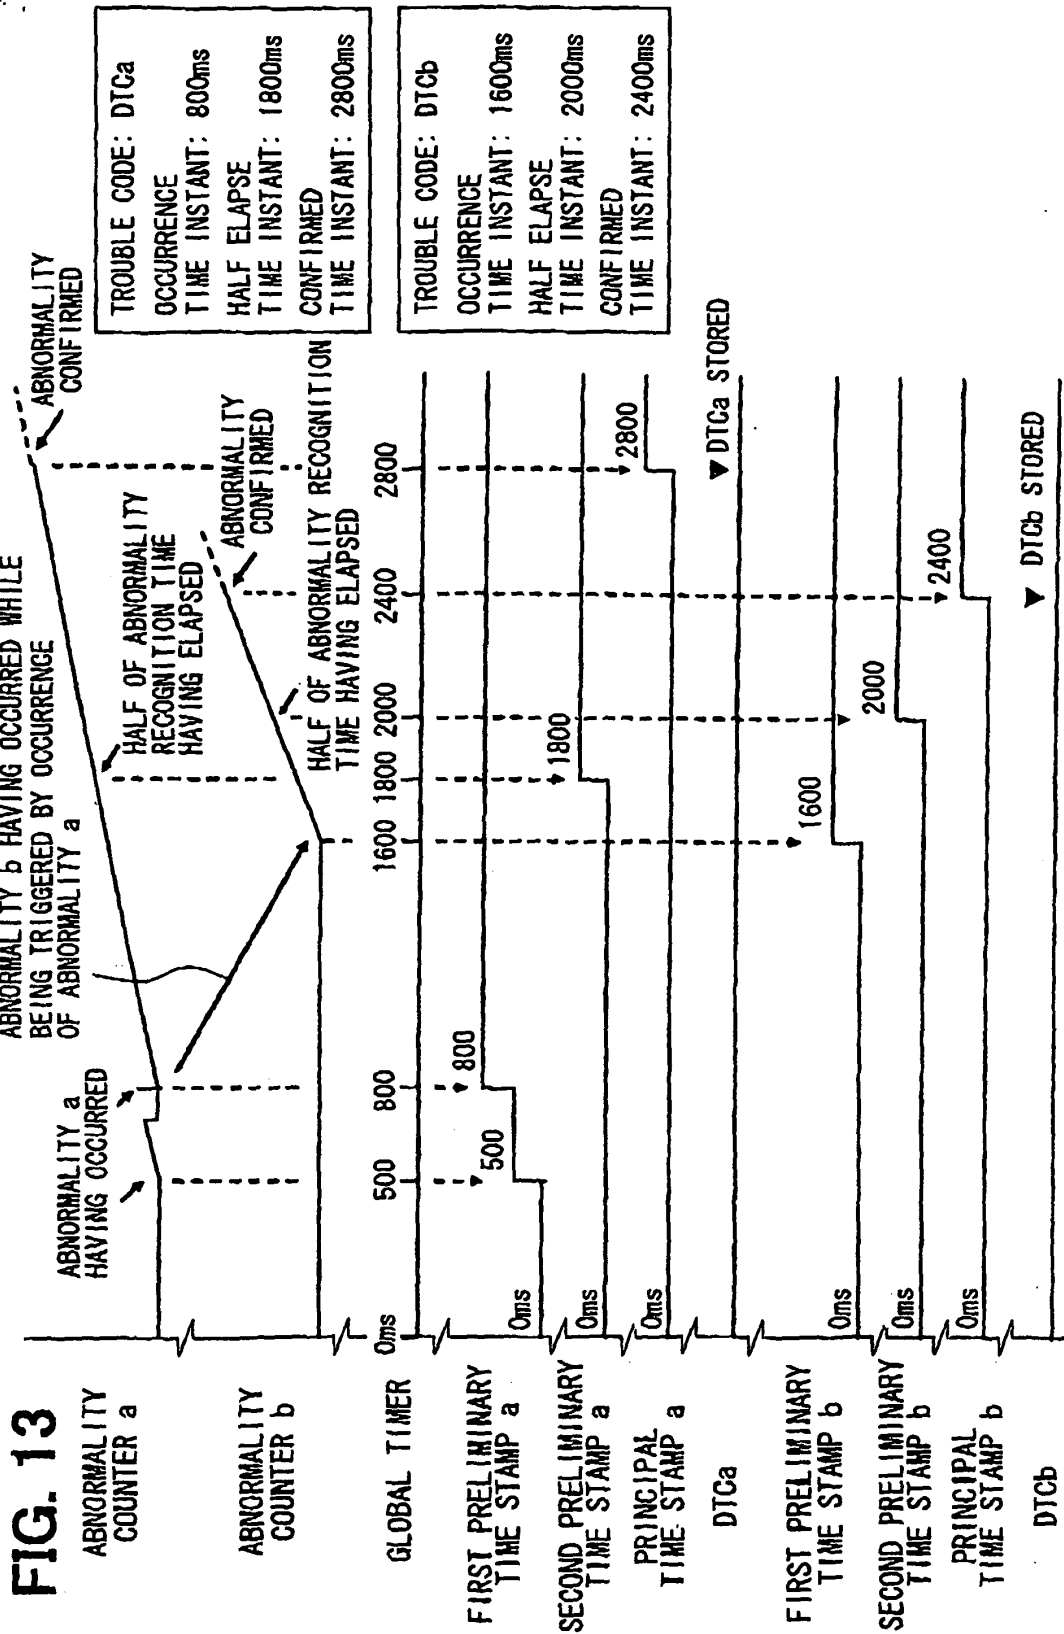 FIG. 13
ABNORMALITY
COUNTER a
ABNORMALITY a
HAVING OCCURRED
ABNORMALITY b HAVING OCCURRED WHILE
BEING TRIGGERED BY OCCURRENCE
OF ABNORMALITY a
HALF OF ABNORMALITY
RECOGNITION TIME
HAVING ELAPSED
ABNORMALITY
CONFIRMED
ABNORMALITY
COUNTER b
ABNORMALITY
CONFIRMED
HALF OF ABNORMALITY RECOGNITION
TIME HAVING ELAPSED
GLOBAL TIMER
0ms 500 800 1600 1800 2000 2400 2800
FIRST PRELIMINARY
TIME STAMP a
0ms 500 800
SECOND PRELIMINARY
TIME STAMP a
0ms 1800
PRINCIPAL
TIME STAMP a
0ms 2800
DTCa
DTCa STORED
FIRST PRELIMINARY
TIME STAMP b
0ms 1600
SECOND PRELIMINARY
TIME STAMP b
0ms 2000
PRINCIPAL
TIME STAMP b
0ms 2400
DTCb
DTCb STORED
TROUBLE CODE: DTCa
OCCURRENCE
TIME INSTANT: 800ms
HALF ELAPSE
TIME INSTANT: 1800ms
CONFIRMED
TIME INSTANT: 2800ms
TROUBLE CODE: DTCb
OCCURRENCE
TIME INSTANT: 1600ms
HALF ELAPSE
TIME INSTANT: 2000ms
CONFIRMED
TIME INSTANT: 2400ms